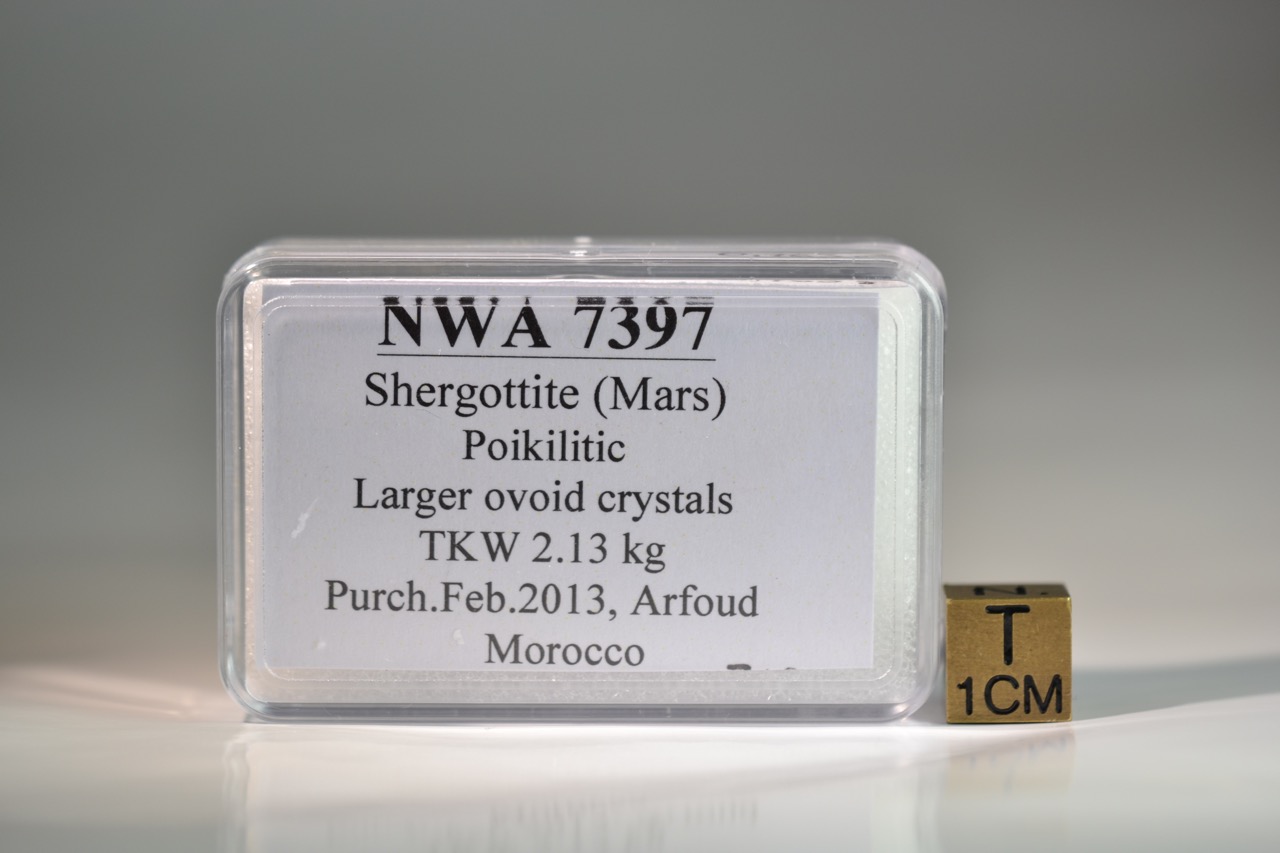 NWA 7397
Shergottite (Mars)
Poikilitic
Larger ovoid crystals
TKW 2.13 kg
Purch.Feb.2013, Arfoud
Morocco
T
1CM